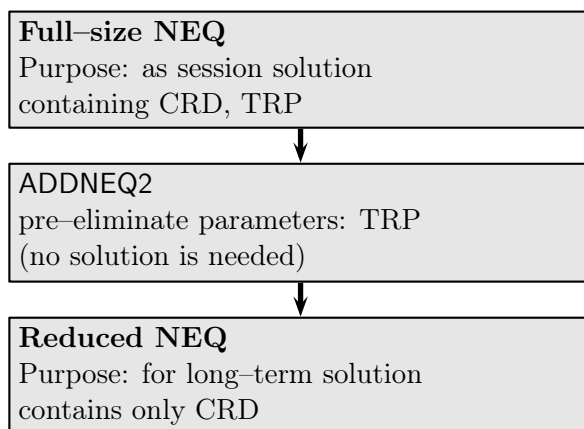 Full–size NEQ
Purpose: as session solution
containing CRD, TRP
ADDNEQ2
pre–eliminate parameters: TRP
(no solution is needed)
Reduced NEQ
Purpose: for long–term solution
contains only CRD